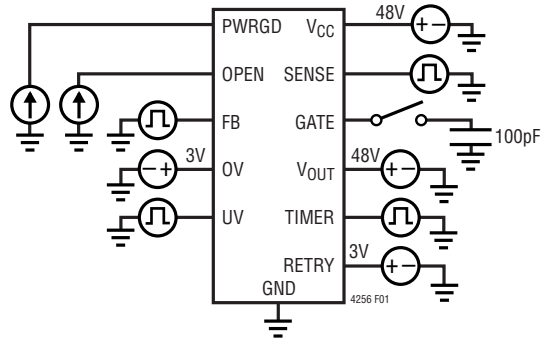 48V
PWRGD VCC
OPEN SENSE
FB GATE
100pF
3V 48V
OV VOUT
UV TIMER
3V
RETRY
GND
4256 F01